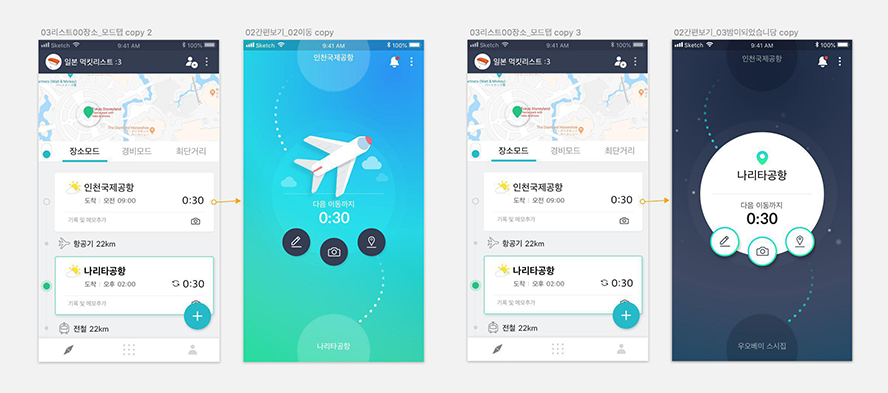 03리스트00장소_모드탭 copy 2
Sketch
9:41 AM
100%
일본 먹킷리스트 :3
Tokyo Disneyland
The Disneyland Hotel
장소모드
경비모드
최단거리
인천국제공항
도착 | 오전 09:00
0:30
기록 및 메모추가
항공기 22km
나리타공항
도착 | 오후 02:00
0:30
기록 및 메모추가
전철 22km
02간편보기_02이동 copy
Sketch
9:41 AM
100%
인천국제공항
다음 이동까지
0:30
나리타공항
03리스트00장소_모드탭 copy 3
Sketch
9:41 AM
100%
일본 먹킷리스트 :3
Tokyo Disneyland
The Disneyland Hotel
장소모드
경비모드
최단거리
인천국제공항
도착 | 오전 09:00
0:30
기록 및 메모추가
항공기 22km
나리타공항
도착 | 오후 02:00
0:30
기록 및 메모추가
전철 22km
02간편보기_03밤이되었습니당 copy
Sketch
9:41 AM
100%
인천국제공항
나리타공항
다음 이동까지
0:30
우오베이 스시집